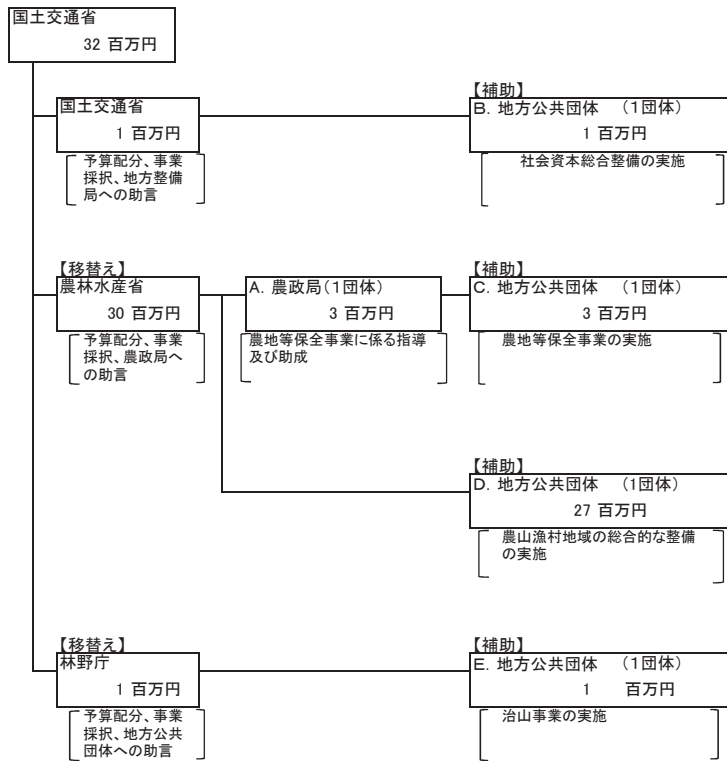 国土交通省
32 百万円
国土交通省
1 百万円
予算配分、事業
採択、地方整備
局への助言
【補助】
B. 地方公共団体 （1団体）
1 百万円
社会資本総合整備の実施
【移替え】
農林水産省
30 百万円
予算配分、事業
採択、農政局へ
の助言
A. 農政局（1団体）
3 百万円
農地等保全事業に係る指導
及び助成
【補助】
C. 地方公共団体 （1団体）
3 百万円
農地等保全事業の実施
【補助】
D. 地方公共団体 （1団体）
27 百万円
農山漁村地域の総合的な整備
の実施
【移替え】
林野庁
1 百万円
予算配分、事業
採択、地方公共
団体への助言
【補助】
E. 地方公共団体 （1団体）
1 百万円
治山事業の実施